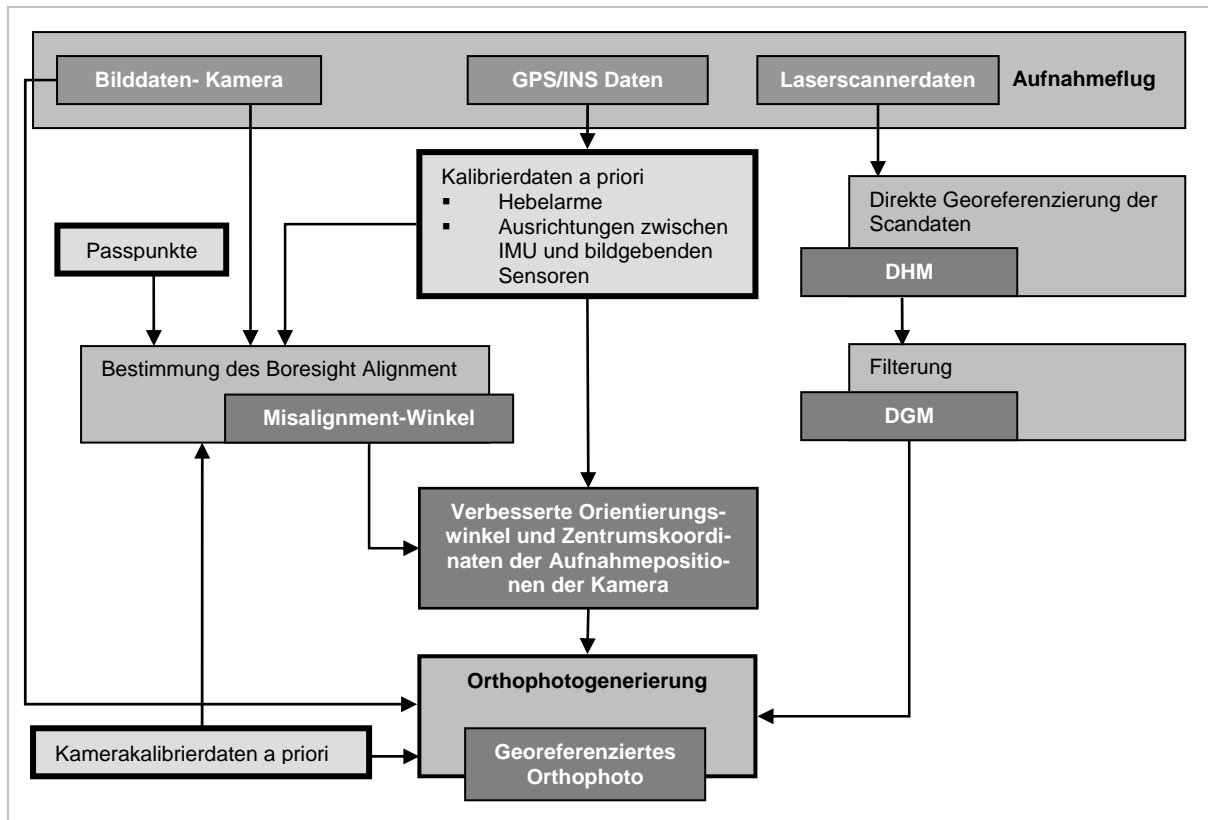 Bilddaten- Kamera
GPS/INS Daten
Laserscannerdaten
Aufnahmeflug
Kalibrierdaten a priori
▪ Hebelarme
▪ Ausrichtungen zwischen
IMU und bildgebenden
Sensoren
Direkte Georeferenzierung der
Scandaten
DHM
Passpunkte
Bestimmung des Boresight Alignment
Misalignment-Winkel
Filterung
DGM
Verbesserte Orientierungs-
winkel und Zentrumskoordi-
naten der Aufnahmepositio-
nen der Kamera
Orthophotogenerierung
Kamerakalibrierdaten a priori
Georeferenziertes
Orthophoto